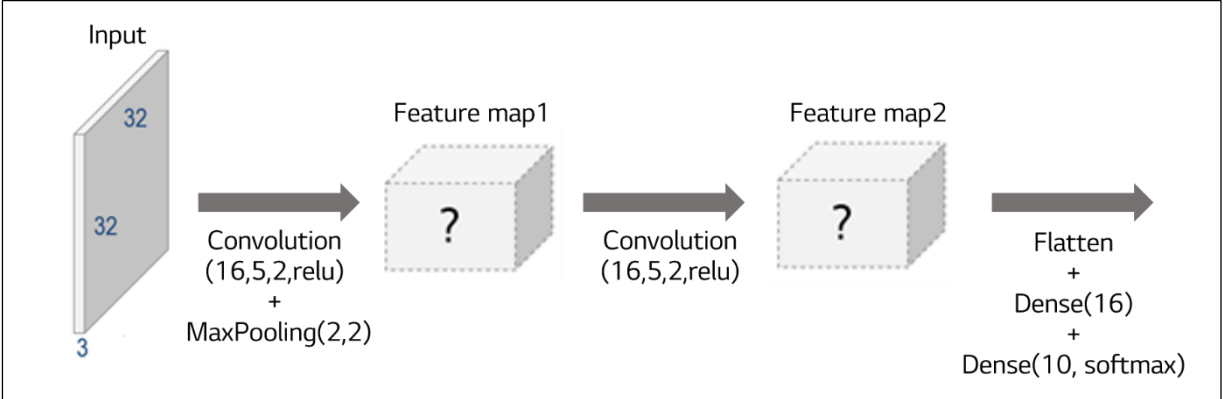 Input
32
32
3
Convolution
(16,5,2,relu)
+
MaxPooling(2,2)
Feature map1
?
Convolution
(16,5,2,relu)
Feature map2
?
Flatten
+
Dense(16)
+
Dense(10, softmax)